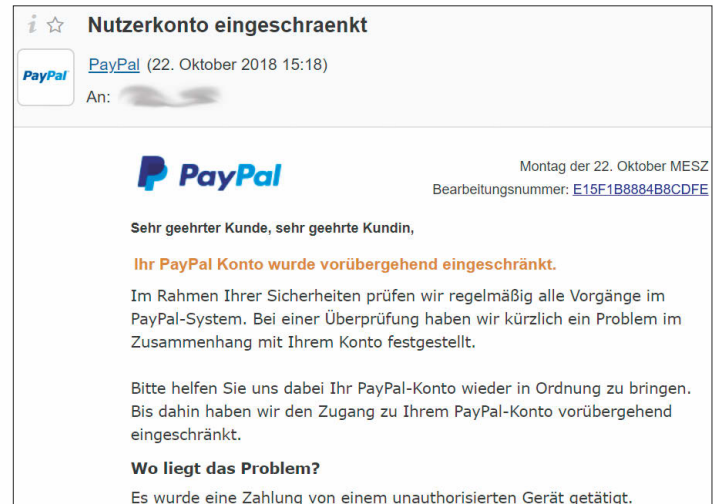 Nutzerkonto eingeschraenkt
PayPal
PayPal (22. Oktober 2018 15:18)
An:
PayPal
Montag der 22. Oktober MESZ
Bearbeitungsnummer: E15F1B8884B8CDFE
Sehr geehrter Kunde, sehr geehrte Kundin,
Ihr PayPal Konto wurde vorübergehend eingeschränkt.
Im Rahmen Ihrer Sicherheiten prüfen wir regelmäßig alle Vorgänge im
PayPal-System. Bei einer Überprüfung haben wir kürzlich ein Problem im
Zusammenhang mit Ihrem Konto festgestellt.
Bitte helfen Sie uns dabei Ihr PayPal-Konto wieder in Ordnung zu bringen.
Bis dahin haben wir den Zugang zu Ihrem PayPal-Konto vorübergehend
eingeschränkt.
Wo liegt das Problem?
Es wurde eine Zahlung von einem unauthorisierten Gerät getätigt.